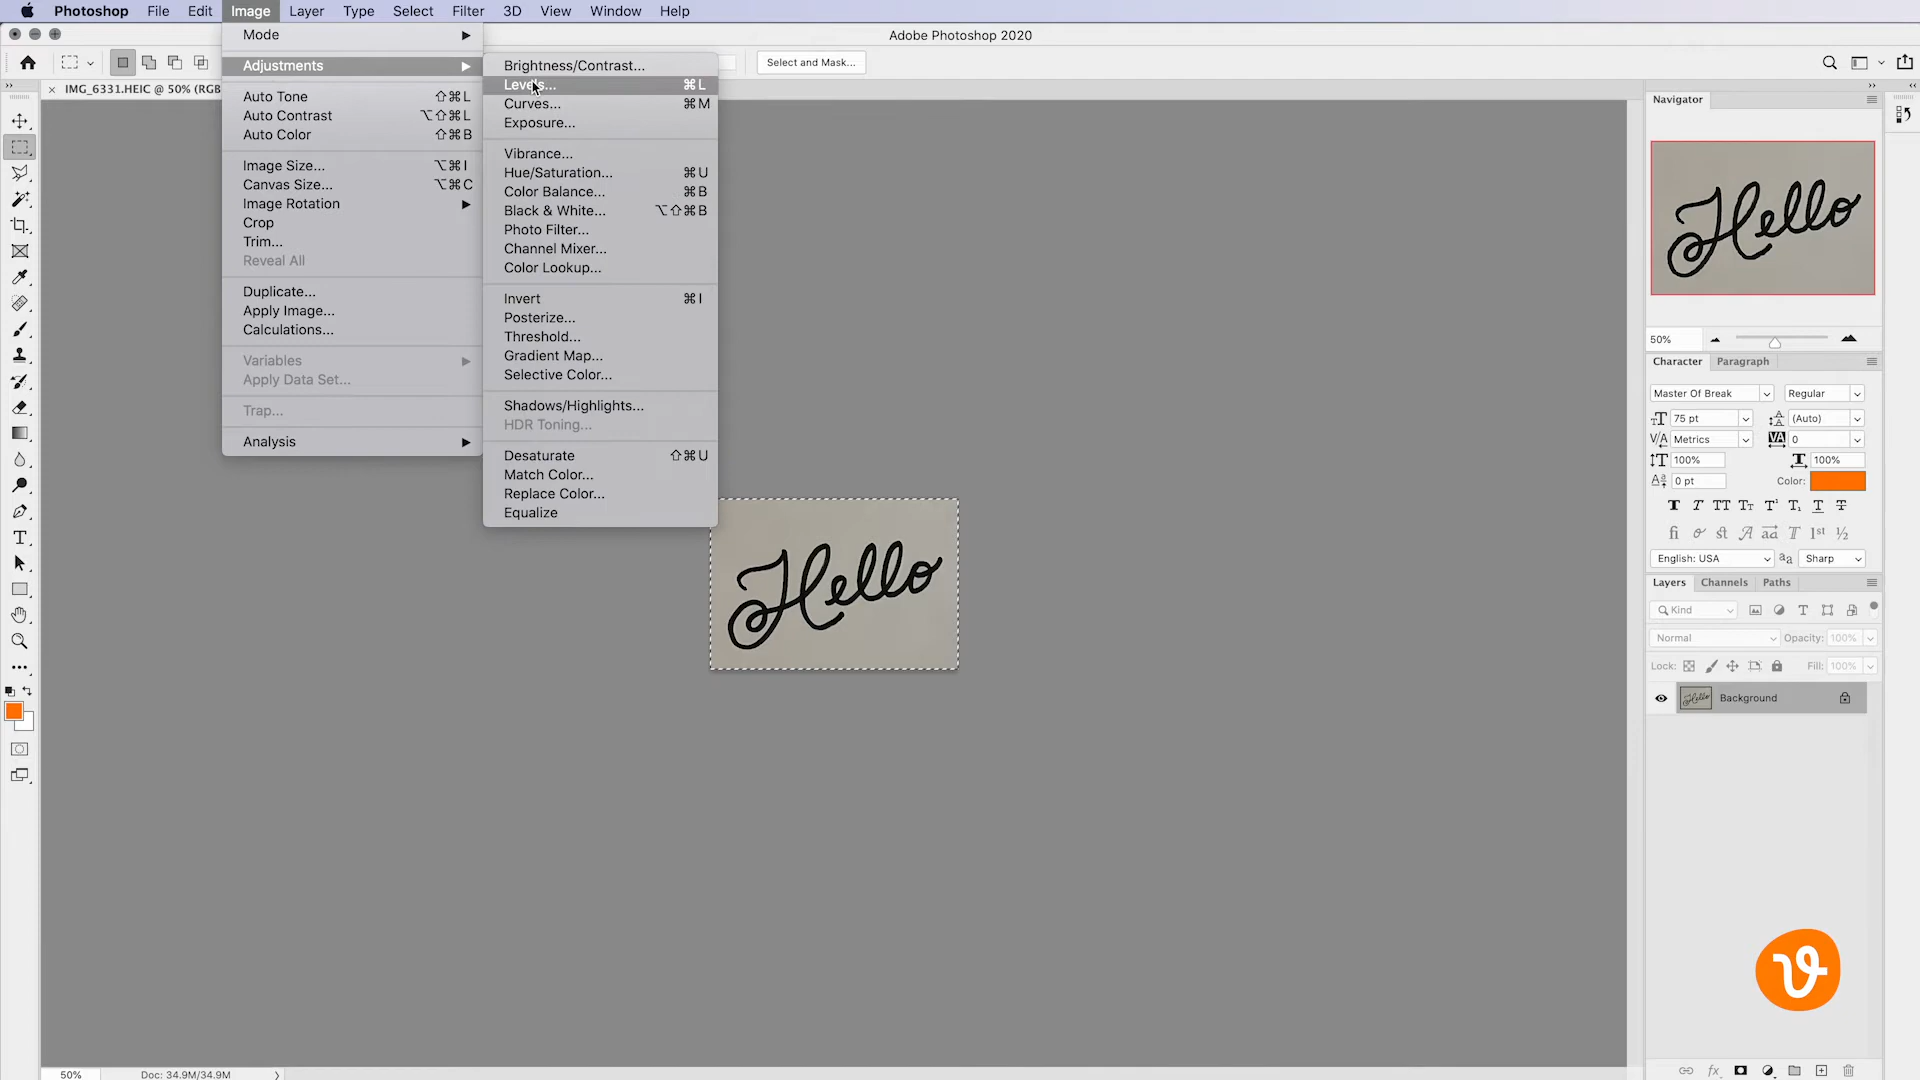 Photoshop File Edit Image Layer Type Select Filter 3D View Window Help
Adobe Photoshop 2020
Select and Mask...
IMG_6331.HEIC @ 50% (RGB
Mode
Adjustments
Auto Tone ⇧⌘L
Auto Contrast ⌥⇧⌘L
Auto Color ⇧⌘B
Image Size... ⌥⌘I
Canvas Size... ⌥⌘C
Image Rotation
Crop
Trim...
Reveal All
Duplicate...
Apply Image...
Calculations...
Variables
Apply Data Set...
Trap...
Analysis
Brightness/Contrast...
Levels... ⌘L
Curves... ⌘M
Exposure...
Vibrance...
Hue/Saturation... ⌘U
Color Balance... ⌘B
Black & White... ⌥⇧⌘B
Photo Filter...
Channel Mixer...
Color Lookup...
Invert ⌘I
Posterize...
Threshold...
Gradient Map...
Selective Color...
Shadows/Highlights...
HDR Toning...
Desaturate ⇧⌘U
Match Color...
Replace Color...
Equalize
Hello
Navigator
Hello
50%
Character Paragraph
Master Of Break Regular
75 pt (Auto)
Metrics 0
100% 100%
0 pt Color:
English: USA aa Sharp
Layers Channels Paths
Kind
Normal Opacity: 100%
Lock: Fill: 100%
Hello Background
50% Doc: 34.9M/34.9M